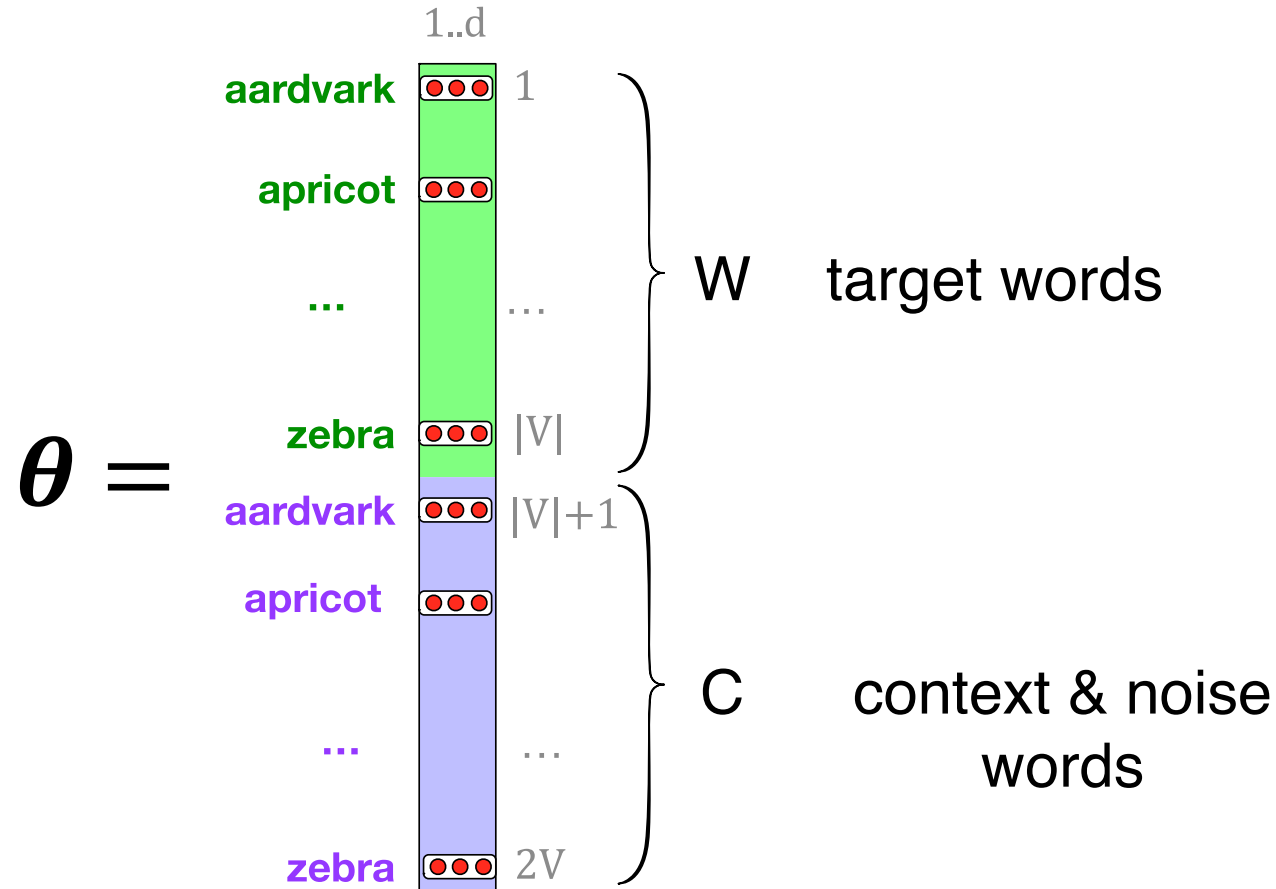 1..d
aardvark 1
apricot
... ...
zebra |V|
W target words
θ =
aardvark |V|+1
apricot
... ...
zebra 2V
C context & noise
words